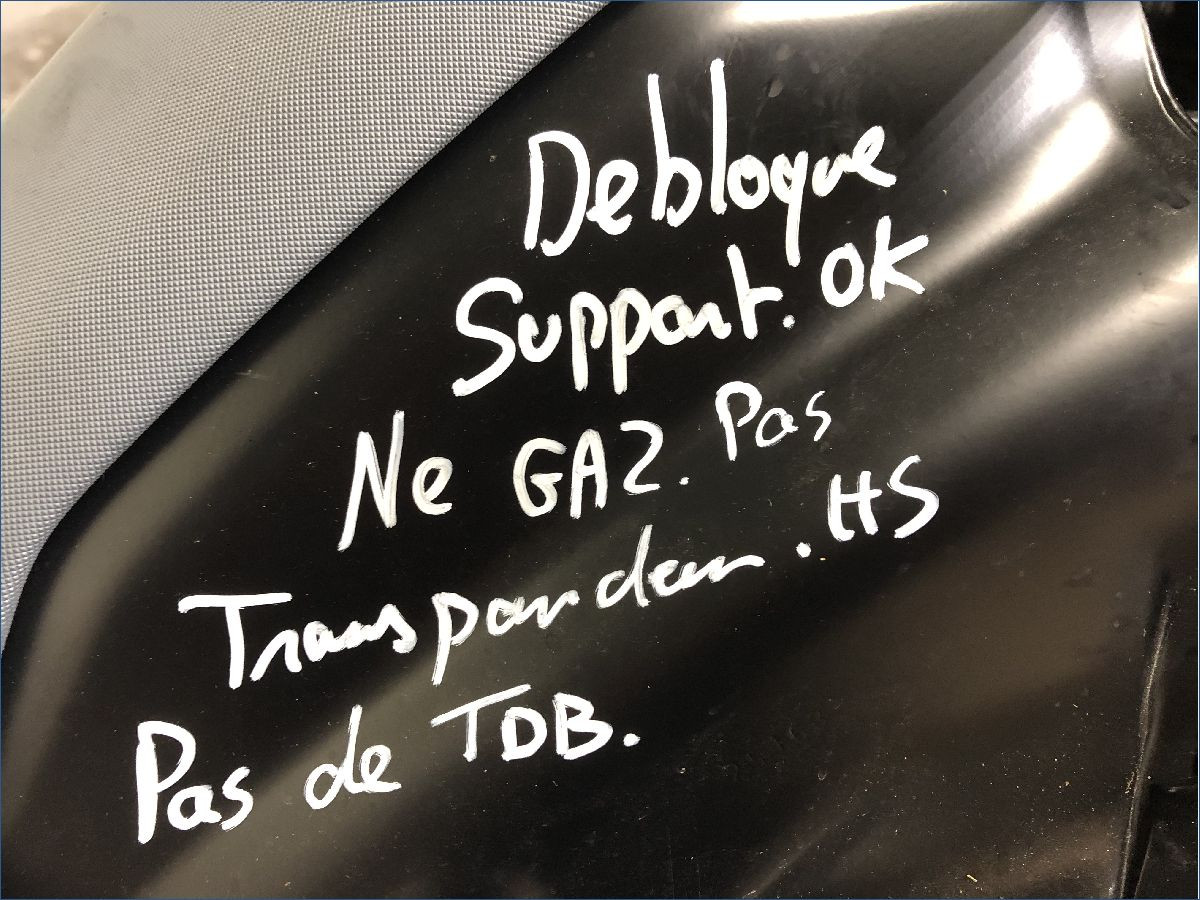 Debloque
Support. OK
Ne GAZ. Pas
Transponder. HS
Pas de TDB.